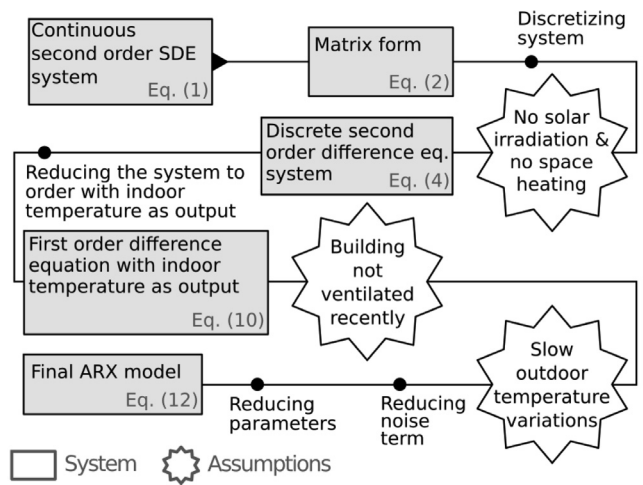 Continuous
second order SDE
system
Eq. (1)
Matrix form
Eq. (2)
Discretizing
system
No solar
irradiation &
no space
heating
Discrete second
order difference eq.
system
Eq. (4)
Reducing the system to
order with indoor
temperature as output
First order difference
equation with indoor
temperature as output
Eq. (10)
Building
not
ventilated
recently
Slow
outdoor
temperature
variations
Final ARX model
Eq. (12)
Reducing
parameters
Reducing
noise
term
System
Assumptions